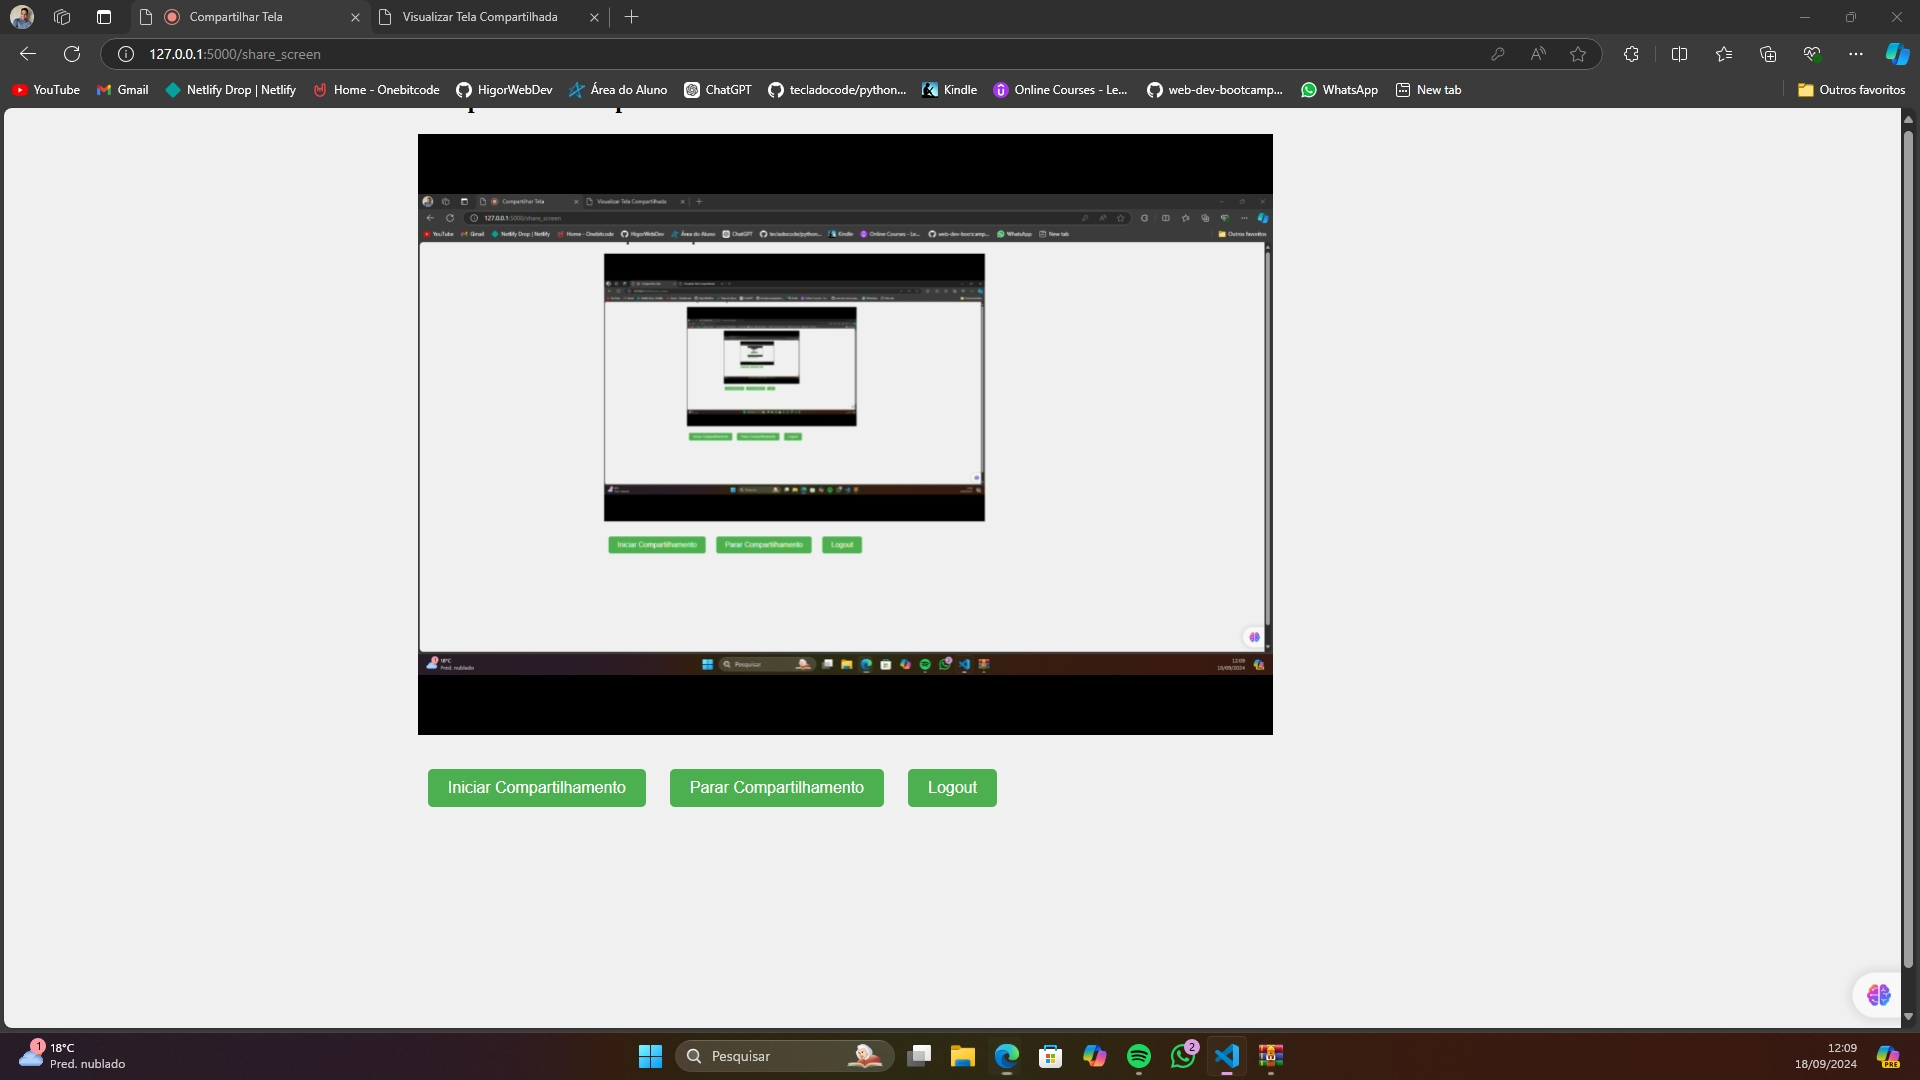 Compartilhar Tela
Visualizar Tela Compartilhada
127.0.0.1:5000/share_screen
YouTube
Gmail
Netlify Drop | Netlify
Home - Onebitcode
HigorWebDev
Área do Aluno
ChatGPT
tecladocode/python...
Kindle
Online Courses - Le...
web-dev-bootcamp...
WhatsApp
New tab
Outros favoritos
Compartilhar Tela
Visualizar Tela Compartilhada
127.0.0.1:5000/share_screen
YouTube
Gmail
Netlify Drop | Netlify
Home - Onebitcode
HigorWebDev
Área do Aluno
ChatGPT
tecladocode/python...
Kindle
Online Courses - Le...
web-dev-bootcamp...
WhatsApp
New tab
Outros favoritos
Iniciar Compartilhamento
Parar Compartilhamento
Logout
18°C
Pred. nublado
Pesquisar
12:09
18/09/2024
Iniciar Compartilhamento
Parar Compartilhamento
Logout
1
18°C
Pred. nublado
Pesquisar
2
12:09
18/09/2024
PRE